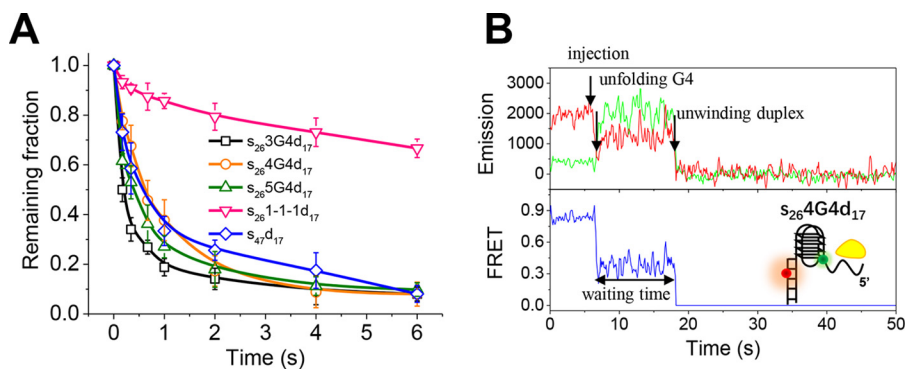 A
Remaining fraction
1.0
0.8
0.6
0.4
0.2
0.0
s₂₆3G4d₁₇
s₂₆4G4d₁₇
s₂₆5G4d₁₇
s₂₆1-1-1d₁₇
s₄₇d₁₇
0 1 2 3 4 5 6
Time (s)
B
injection
unfolding G4
unwinding duplex
Emission
3000
2000
1000
0
FRET
0.9
0.6
0.3
0.0
waiting time
s₂₆4G4d₁₇
5'
0 10 20 30 40 50
Time (s)